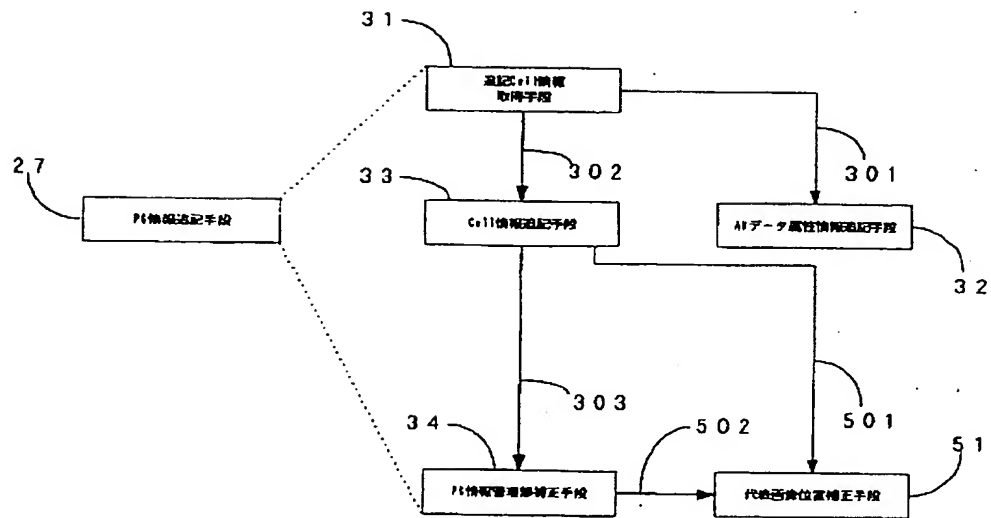 31
追記Cell情報
取得手段
302
301
27
33
PG情報追記手段
Cell情報追記手段
AVデータ属性情報追記手段
32
303
501
34
502
51
PG情報管理部補正手段
代表画像位置補正手段